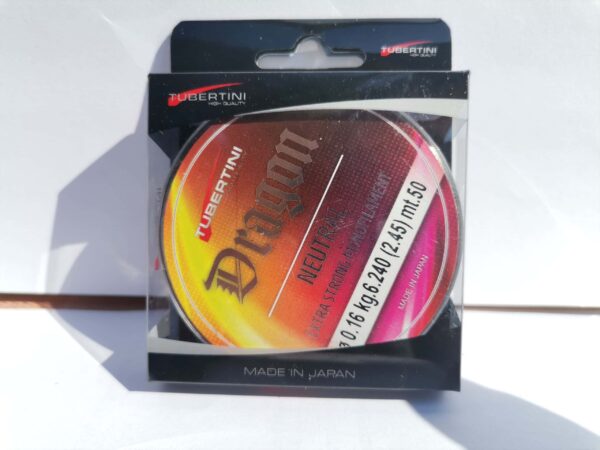 TUBERTINI
TUBERTINI
HIGH QUALITY
TUBERTINI
Dragon
NEUTRAL
EXTRA STRONG MONOFILAMENT
ø 0.16 kg.6.240 (2.45) mt.50
MADE IN JAPAN
MADE IN JAPAN